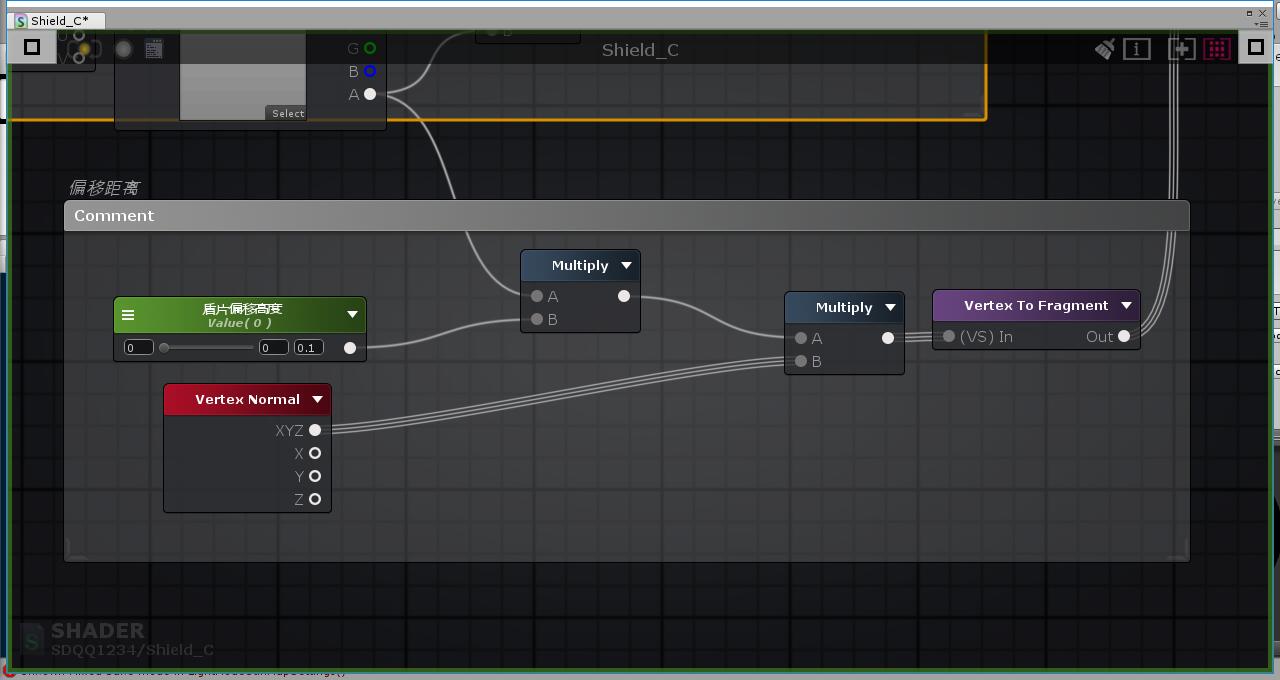 Shield_C*
Shield_C
U
V
G
B
A
B
Select
偏移距离
Comment
Multiply
A
B
盾片偏移高度
Value( 0 )
0
0
0.1
Multiply
A
B
Vertex To Fragment
(VS) In
Out
Vertex Normal
XYZ
X
Y
Z
S SHADER
SDQQ1234/Shield_C